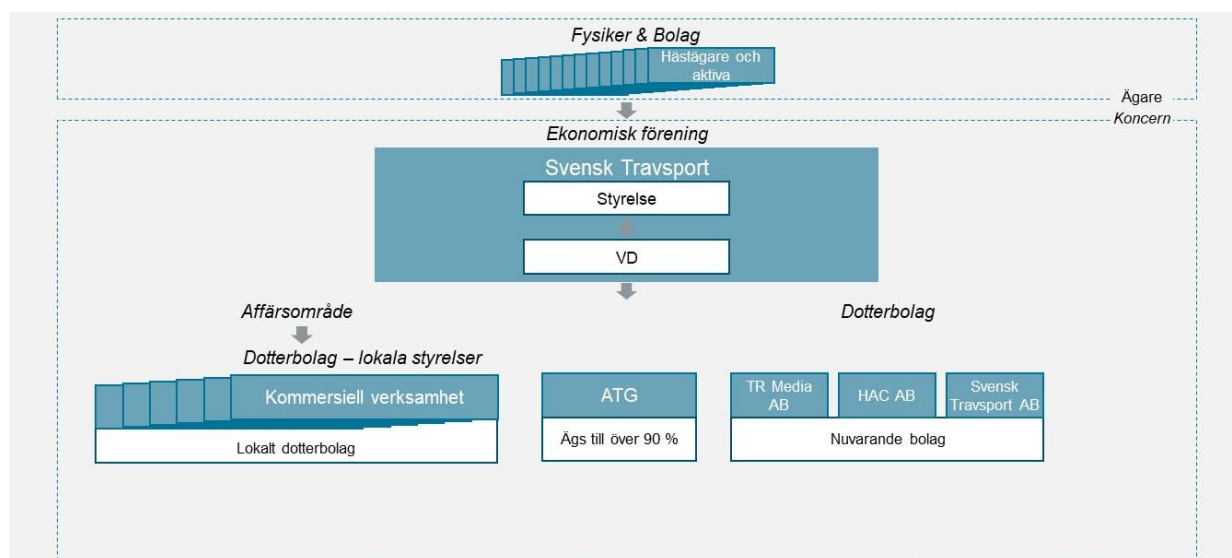 Fysiker & Bolag
Hästägare och
aktiva
Ägare
Koncern
Ekonomisk förening
Svensk Travsport
Styrelse
VD
Affärsområde
Dotterbolag
Dotterbolag – lokala styrelser
Kommersiell verksamhet
Lokalt dotterbolag
ATG
Ägs till över 90 %
TR Media
AB
HAC AB
Svensk
Travsport AB
Nuvarande bolag